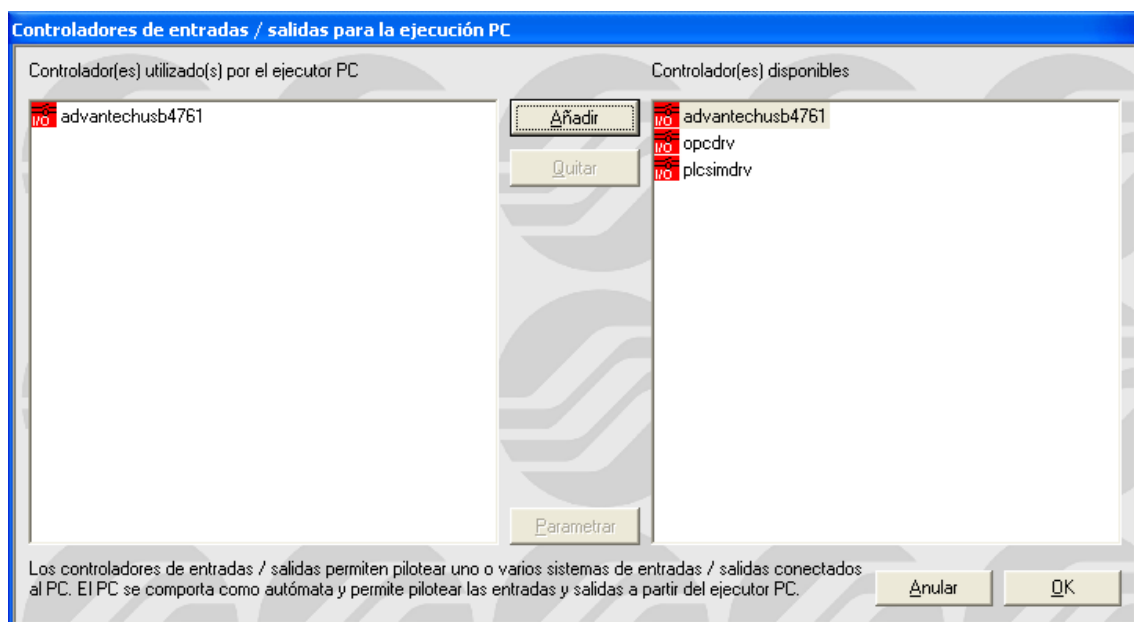 Controladores de entradas / salidas para la ejecución PC
Controlador(es) utilizado(s) por el ejecutor PC
Controlador(es) disponibles
I/O advantechusb4761
Añadir
Quitar
Parametrar
I/O advantechusb4761
I/O opcdrv
I/O plcsimdrv
Los controladores de entradas / salidas permiten pilotear uno o varios sistemas de entradas / salidas conectados
al PC. El PC se comporta como autómata y permite pilotear las entradas y salidas a partir del ejecutor PC.
Anular
OK